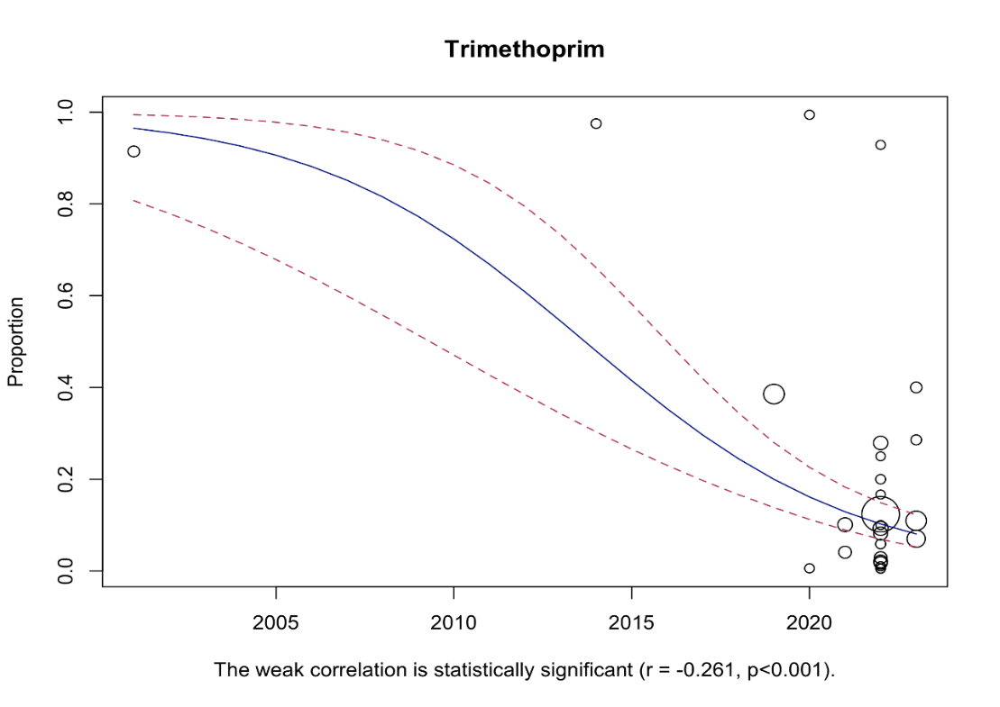 Trimethoprim
1.0
0.8
0.6
0.4
0.2
0.0
Proportion
2005 2010 2015 2020
The weak correlation is statistically significant (r = -0.261, p<0.001).